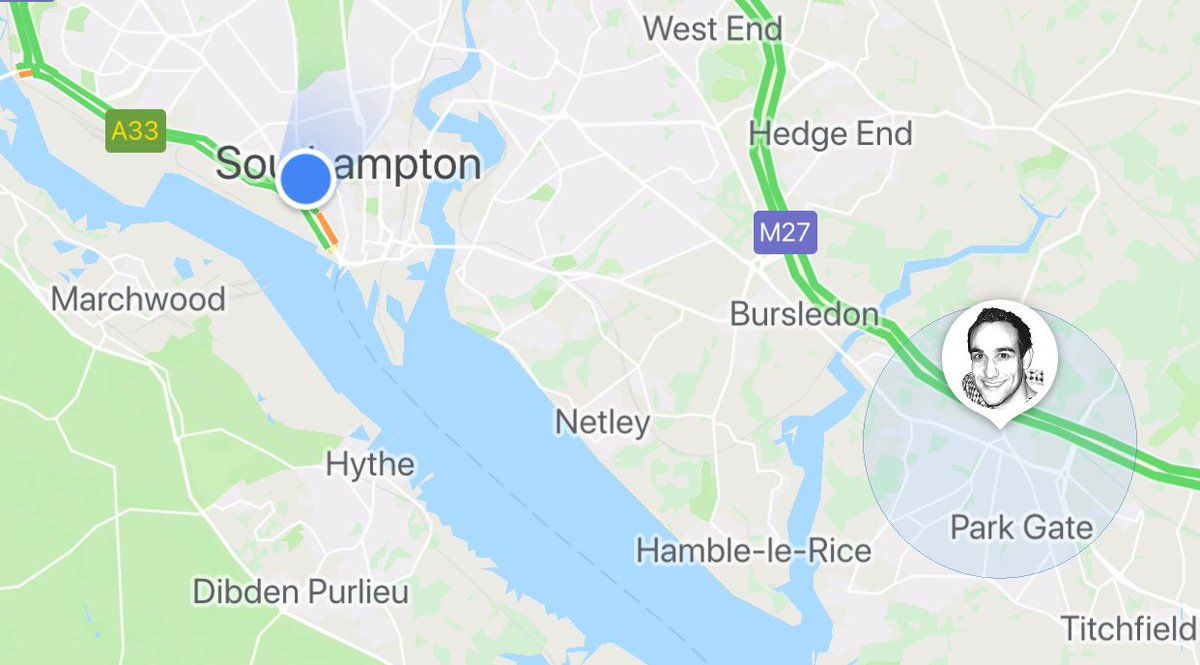 West End
A33
Hedge End
Southampton
M27
Marchwood
Bursledon
Netley
Hythe
Park Gate
Hamble-le-Rice
Dibden Purlieu
Titchfield